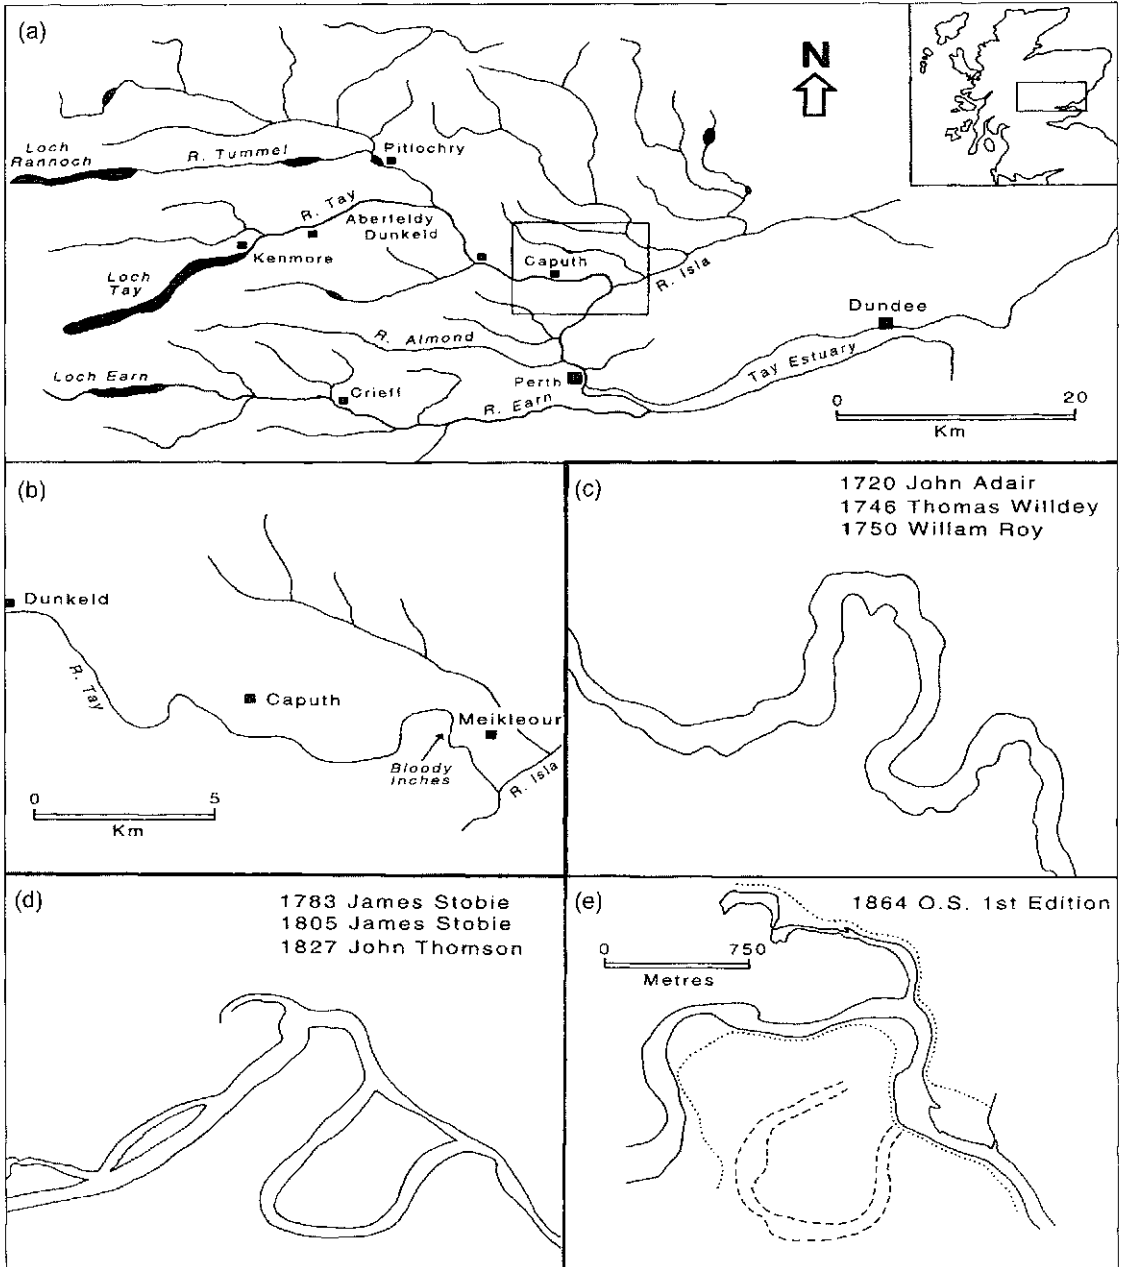 (a)
N
Loch
Rannoch
R. Tummel
Pitlochry
R. Tay
Aberfeldy
Dunkeld
Kenmore
Caputh
R. Isla
Loch
Tay
Dundee
R. Almond
Tay Estuary
Loch Earn
Perth
Crieff
R. Earn
0
20
Km
(b)
Dunkeld
R. Tay
Caputh
Meikleour
Bloody
Inches
R. Isla
0
5
Km
(c)
1720 John Adair
1746 Thomas Willdey
1750 Willam Roy
(d)
1783 James Stobie
1805 James Stobie
1827 John Thomson
(e)
1864 O.S. 1st Edition
0
750
Metres